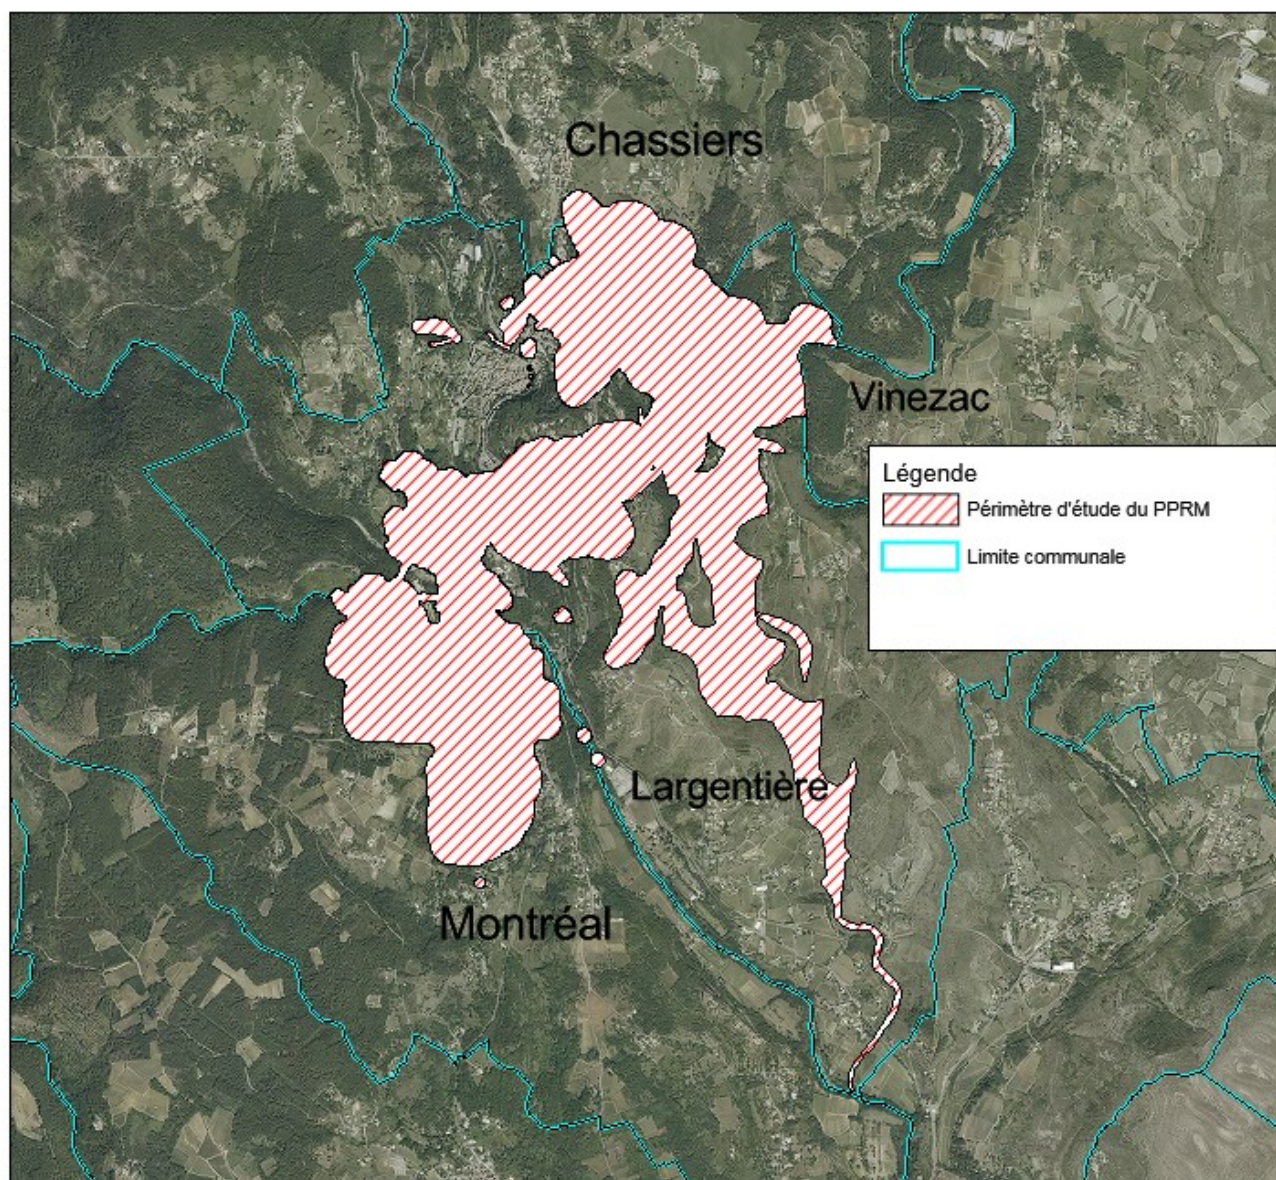 Chassiers
Vinezac
Légende
Périmètre d'étude du PPRM
Limite communale
Largentière
Montréal